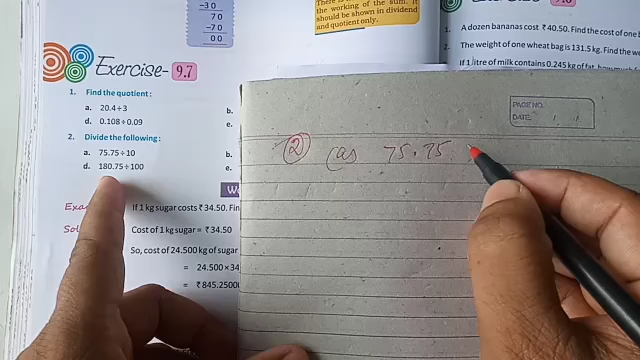 -30
70
-70
00
the working of the sum. It
should be shown in dividend
and quotient only.
Exercise- 9.7
1. Find the quotient:
a. 20.4÷3
b.
d. 0.108÷0.09
e.
2. Divide the following:
a. 75.75÷10
b.
d. 180.75÷100
e.
If 1 kg sugar costs ₹ 34.50. Fin
Cost of 1 kg sugar = ₹ 34.50
So, cost of 24.500 kg of sugar
= 24.500×34
= ₹ 845.2500
1. A dozen bananas cost ₹ 40.50. Find the cost of one b
2. The weight of one wheat bag is 131.5 kg. Find the we
If 1 litre of milk contains 0.245 kg of fat, how much f
PAGE NO.
DATE: / /
2 (a) 75.75